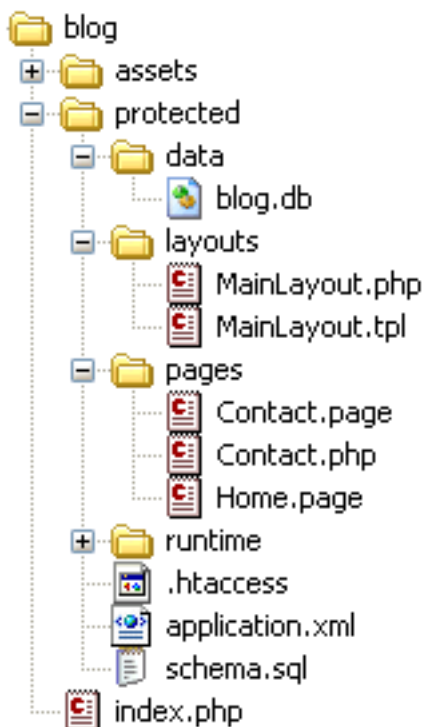 blog
assets
protected
data
blog.db
layouts
MainLayout.php
MainLayout.tpl
pages
Contact.page
Contact.php
Home.page
runtime
.htaccess
application.xml
schema.sql
index.php